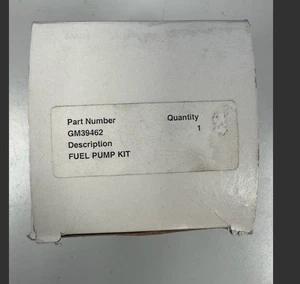 Part Number Quantity
GM39462 1
Description
FUEL PUMP KIT